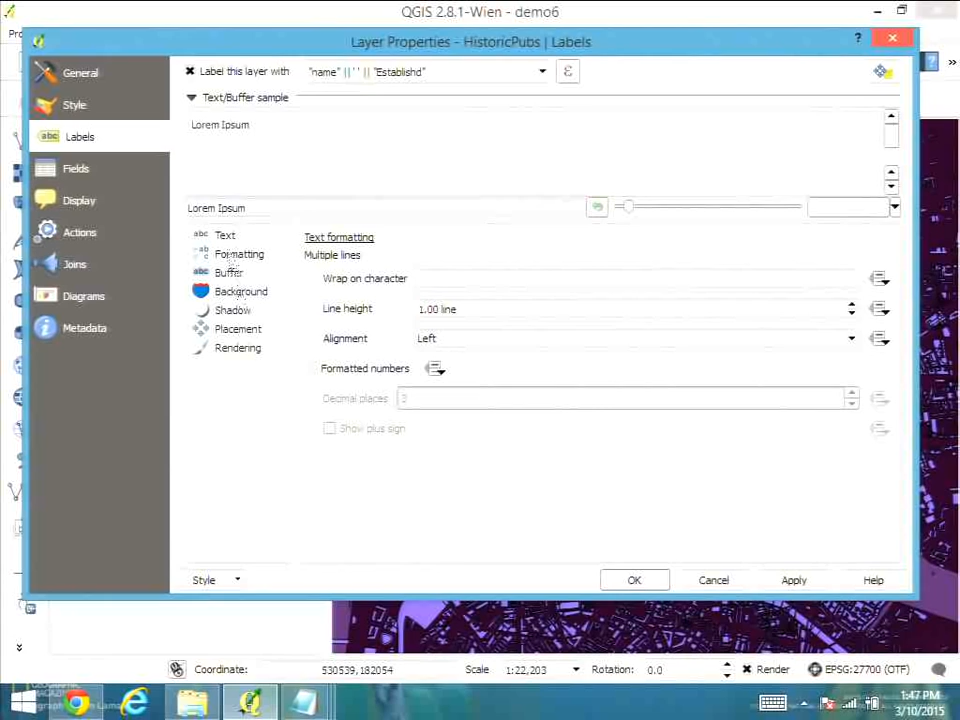 QGIS 2.8.1-Wien - demo6
Layer Properties - HistoricPubs | Labels
?
General
Style
Labels
Fields
Display
Actions
Joins
Diagrams
Metadata
Label this layer with "name" || ' ' || "Establishd" ε
Text/Buffer sample
Lorem Ipsum
Lorem Ipsum
abc Text
Formatting
abc Buffer
Background
Shadow
Placement
Rendering
Text formatting
Multiple lines
Wrap on character
Line height 1.00 line
Alignment Left
Formatted numbers
Decimal places 3
Show plus sign
Style
OK Cancel Apply Help
Coordinate: 530539,182054 Scale 1:22,203 Rotation: 0.0 Render EPSG:27700 (OTF)
1:47 PM
3/10/2015